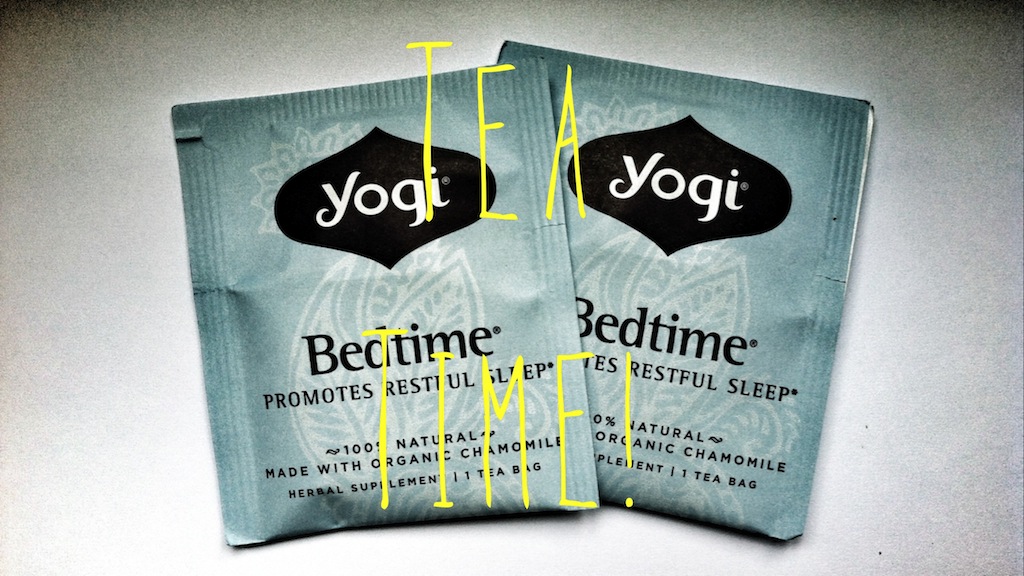 TEA
TIME!
yogi®
Bedtime®
PROMOTES RESTFUL SLEEP*
~100% NATURAL~
MADE WITH ORGANIC CHAMOMILE
HERBAL SUPPLEMENT | 1 TEA BAG
yogi®
Bedtime®
TES RESTFUL SLEEP*
0% NATURAL~
ORGANIC CHAMOMILE
PPLEMENT | 1 TEA BAG